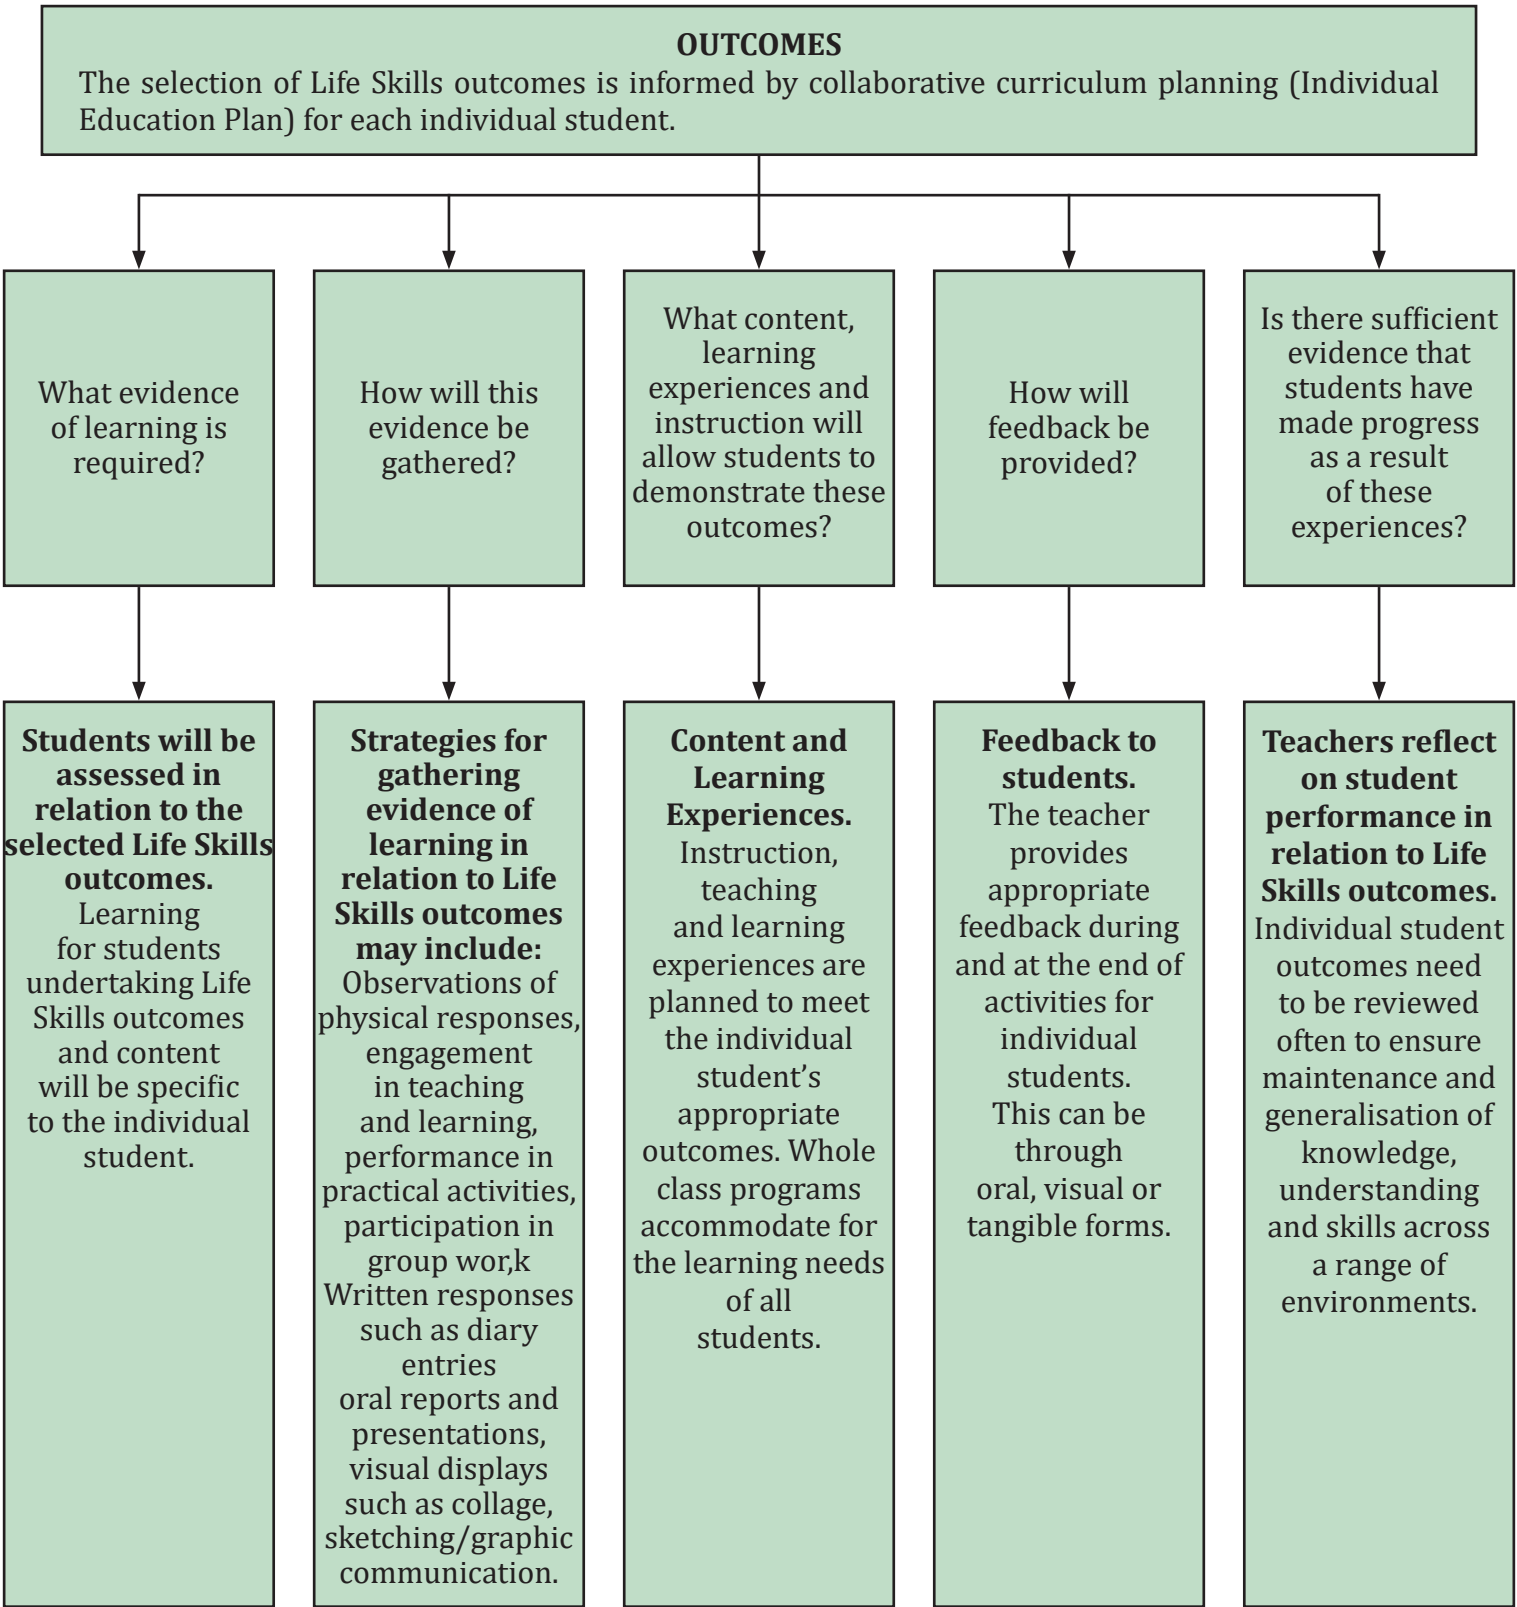 OUTCOMES
The selection of Life Skills outcomes is informed by collaborative curriculum planning (Individual
Education Plan) for each individual student.
What evidence
of learning is
required?
How will this
evidence be
gathered?
What content,
learning
experiences and
instruction will
allow students to
demonstrate these
outcomes?
How will
feedback be
provided?
Is there sufficient
evidence that
students have
made progress
as a result
of these
experiences?
Students will be
assessed in
relation to the
selected Life Skills
outcomes.
Learning
for students
undertaking Life
Skills outcomes
and content
will be specific
to the individual
student.
Strategies for
gathering
evidence of
learning in
relation to Life
Skills outcomes
may include:
Observations of
physical responses,
engagement
in teaching
and learning,
performance in
practical activities,
participation in
group wor,k
Written responses
such as diary
entries
oral reports and
presentations,
visual displays
such as collage,
sketching/graphic
communication.
Content and
Learning
Experiences.
Instruction,
teaching
and learning
experiences are
planned to meet
the individual
student’s
appropriate
outcomes. Whole
class programs
accommodate for
the learning needs
of all
students.
Feedback to
students.
The teacher
provides
appropriate
feedback during
and at the end of
activities for
individual
students.
This can be
through
oral, visual or
tangible forms.
Teachers reflect
on student
performance in
relation to Life
Skills outcomes.
Individual student
outcomes need
to be reviewed
often to ensure
maintenance and
generalisation of
knowledge,
understanding
and skills across
a range of
environments.